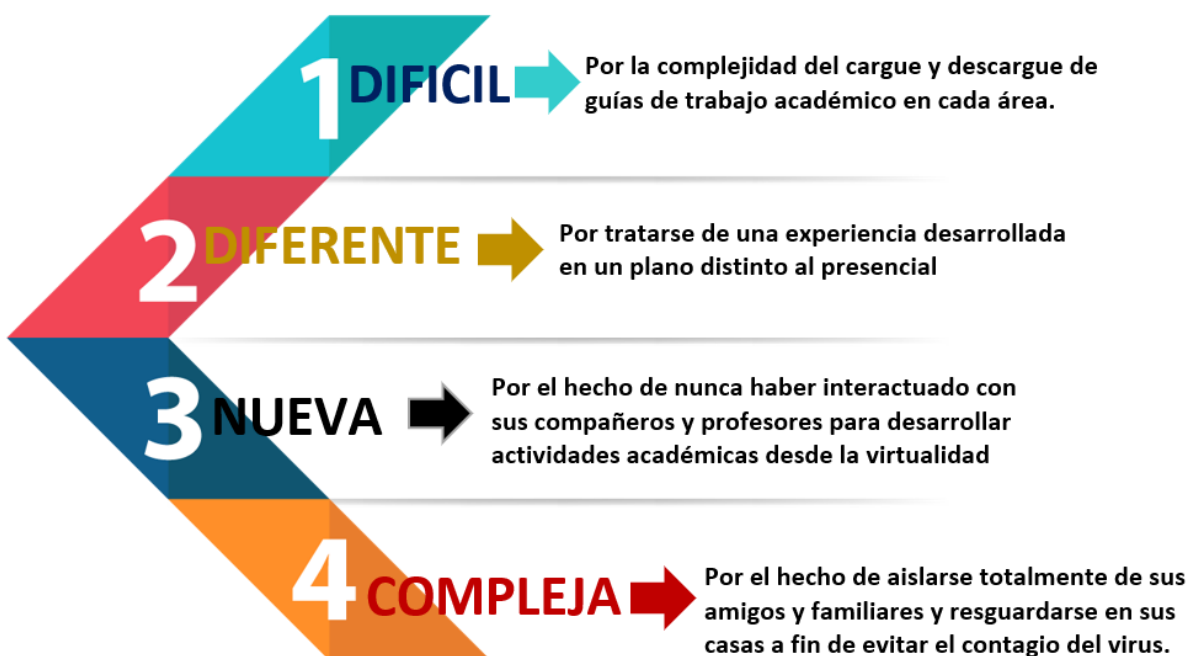 1 DIFICIL
Por la complejidad del cargue y descargue de
guías de trabajo académico en cada área.
2 DIFERENTE
Por tratarse de una experiencia desarrollada
en un plano distinto al presencial
3 NUEVA
Por el hecho de nunca haber interactuado con
sus compañeros y profesores para desarrollar
actividades académicas desde la virtualidad
4 COMPLEJA
Por el hecho de aislarse totalmente de sus
amigos y familiares y resguardarse en sus
casas a fin de evitar el contagio del virus.